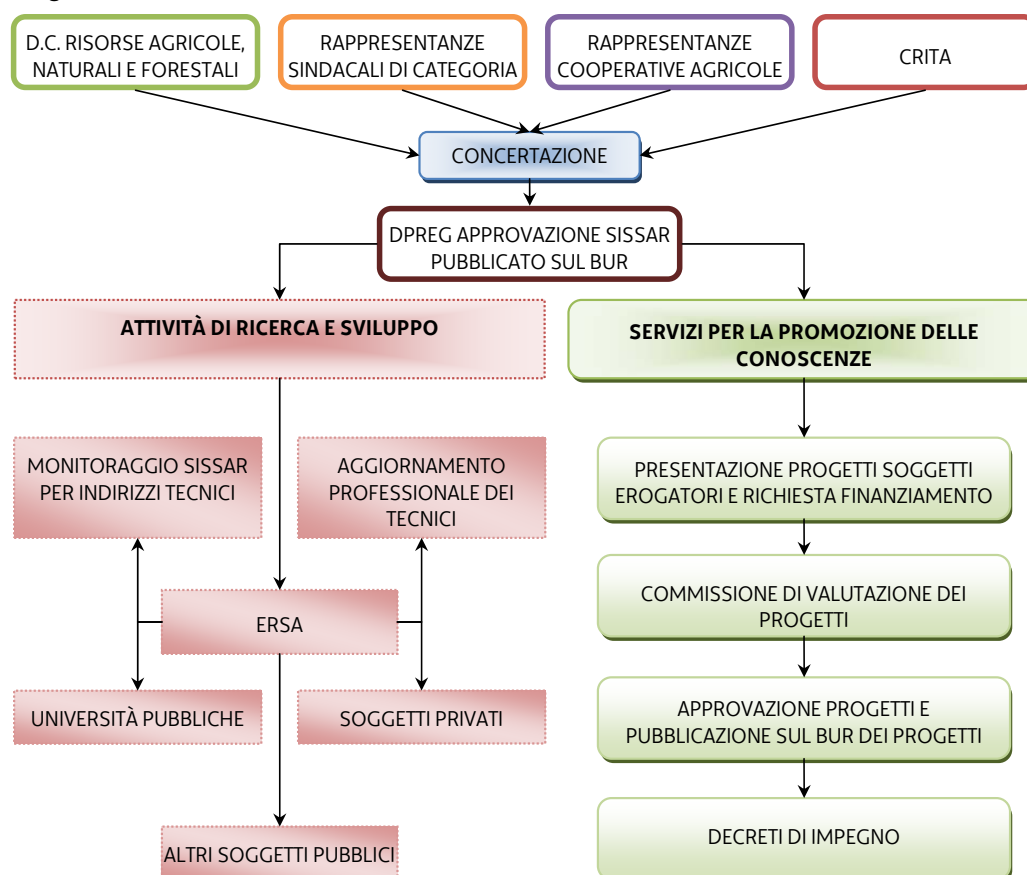 D.C. RISORSE AGRICOLE,
NATURALI E FORESTALI
RAPPRESENTANZE
SINDACALI DI CATEGORIA
RAPPRESENTANZE
COOPERATIVE AGRICOLE
CRITA
CONCERTAZIONE
DPREG APPROVAZIONE SISSAR
PUBBLICATO SUL BUR
ATTIVITÀ DI RICERCA E SVILUPPO
SERVIZI PER LA PROMOZIONE DELLE
CONOSCENZE
MONITORAGGIO SISSAR
PER INDIRIZZI TECNICI
AGGIORNAMENTO
PROFESSIONALE DEI
TECNICI
ERSA
UNIVERSITÀ PUBBLICHE
SOGGETTI PRIVATI
ALTRI SOGGETTI PUBBLICI
PRESENTAZIONE PROGETTI SOGGETTI
EROGATORI E RICHIESTA FINANZIAMENTO
COMMISSIONE DI VALUTAZIONE DEI
PROGETTI
APPROVAZIONE PROGETTI E
PUBBLICAZIONE SUL BUR DEI PROGETTI
DECRETI DI IMPEGNO